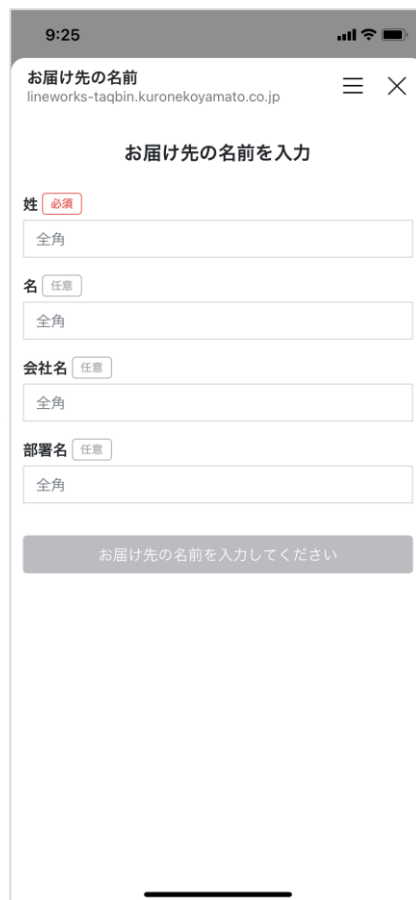 9:25
お届け先の名前
lineworks-taqbin.kuronekoyamato.co.jp
お届け先の名前を入力
姓 必須
全角
名 任意
全角
会社名 任意
全角
部署名 任意
全角
お届け先の名前を入力してください